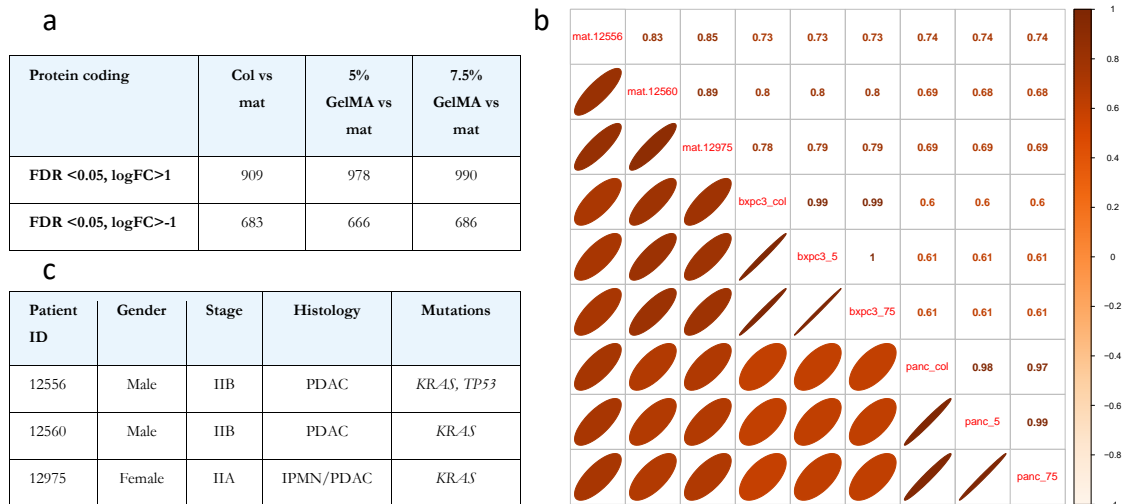 a
Protein coding
Col vs
mat
5%
GelMA vs
mat
7.5%
GelMA vs
mat
FDR <0.05, logFC>1 909 978 990
FDR <0.05, logFC>-1 683 666 686
c
Patient
ID
Gender Stage Histology Mutations
12556 Male IIB PDAC KRAS, TP53
12560 Male IIB PDAC KRAS
12975 Female IIA IPMN/PDAC KRAS
b
mat.12556 0.83 0.85 0.73 0.73 0.73 0.74 0.74 0.74
mat.12560 0.89 0.8 0.8 0.8 0.69 0.68 0.68
mat.12975 0.78 0.79 0.79 0.69 0.69 0.69
bxpc3_col 0.99 0.99 0.6 0.6 0.6
bxpc3_5 1 0.61 0.61 0.61
bxpc3_75 0.61 0.61 0.61
panc_col 0.98 0.97
panc_5 0.99
panc_75
1
0.8
0.6
0.4
0.2
0
−0.2
−0.4
−0.6
−0.8